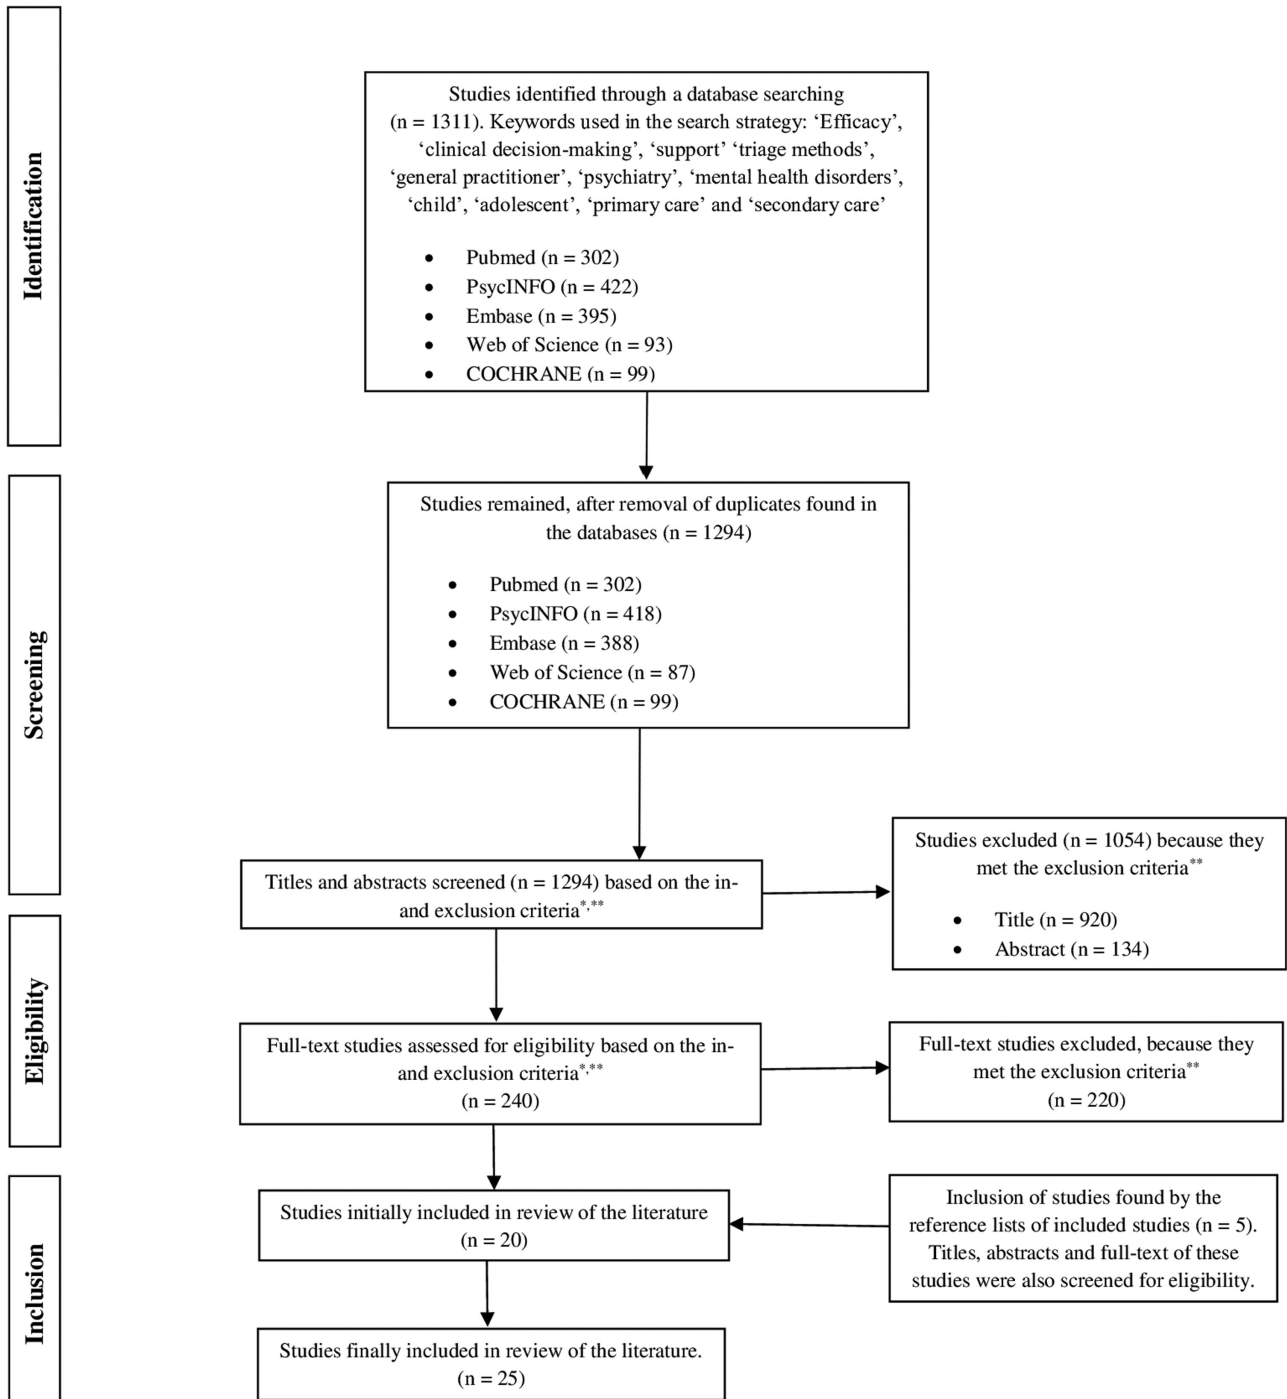 Identification
Studies identified through a database searching
(n = 1311). Keywords used in the search strategy: ‘Efficacy’,
‘clinical decision-making’, ‘support’ ‘triage methods’,
‘general practitioner’, ‘psychiatry’, ‘mental health disorders’,
‘child’, ‘adolescent’, ‘primary care’ and ‘secondary care’
• Pubmed (n = 302)
• PsycINFO (n = 422)
• Embase (n = 395)
• Web of Science (n = 93)
• COCHRANE (n = 99)
Screening
Studies remained, after removal of duplicates found in
the databases (n = 1294)
• Pubmed (n = 302)
• PsycINFO (n = 418)
• Embase (n = 388)
• Web of Science (n = 87)
• COCHRANE (n = 99)
Titles and abstracts screened (n = 1294) based on the in-
and exclusion criteria*,**
Studies excluded (n = 1054) because they
met the exclusion criteria**
• Title (n = 920)
• Abstract (n = 134)
Eligibility
Full-text studies assessed for eligibility based on the in-
and exclusion criteria*,**
(n = 240)
Full-text studies excluded, because they
met the exclusion criteria**
(n = 220)
Inclusion
Studies initially included in review of the literature
(n = 20)
Inclusion of studies found by the
reference lists of included studies (n = 5).
Titles, abstracts and full-text of these
studies were also screened for eligibility.
Studies finally included in review of the literature.
(n = 25)